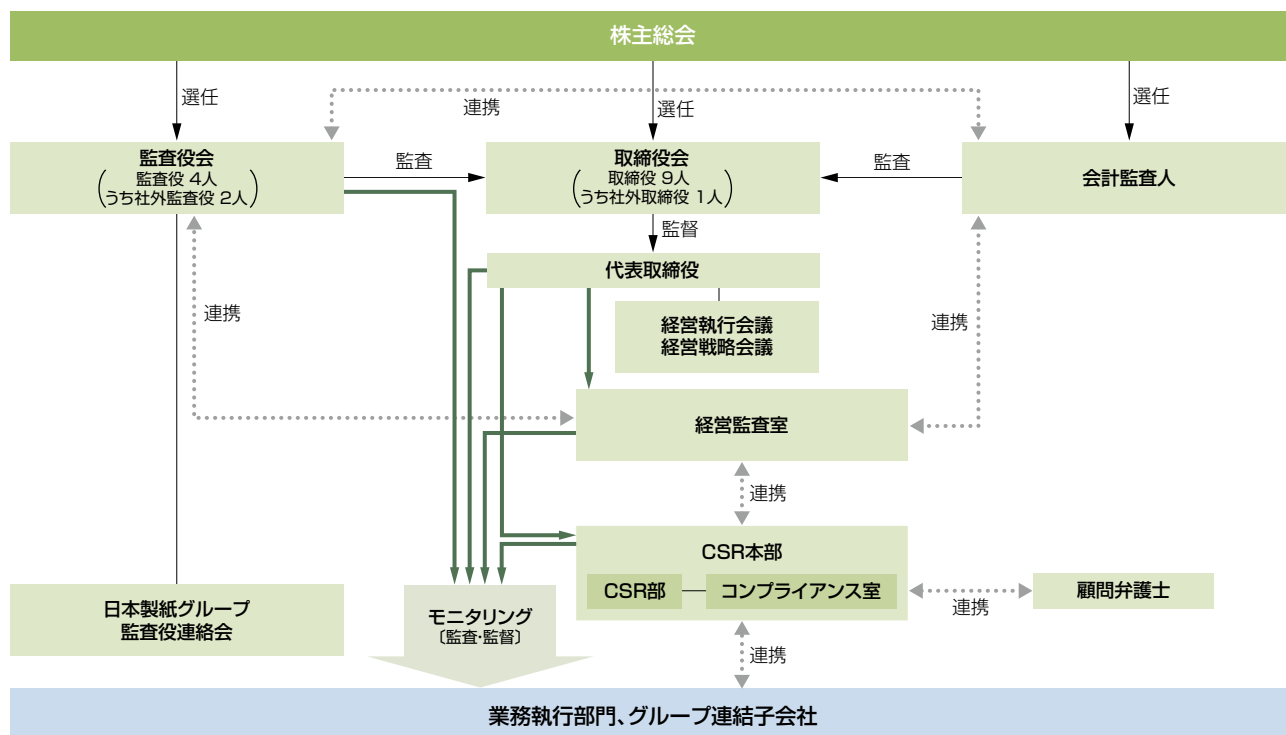 株主総会
選任
連携
選任
選任
監査役会
監査役 4人
うち社外監査役 2人
監査
取締役会
取締役 9人
うち社外取締役 1人
監査
会計監査人
監督
代表取締役
連携
経営執行会議
経営戦略会議
連携
経営監査室
連携
CSR本部
CSR部
コンプライアンス室
連携
顧問弁護士
日本製紙グループ
監査役連絡会
モニタリング
〔監査・監督〕
連携
業務執行部門、グループ連結子会社